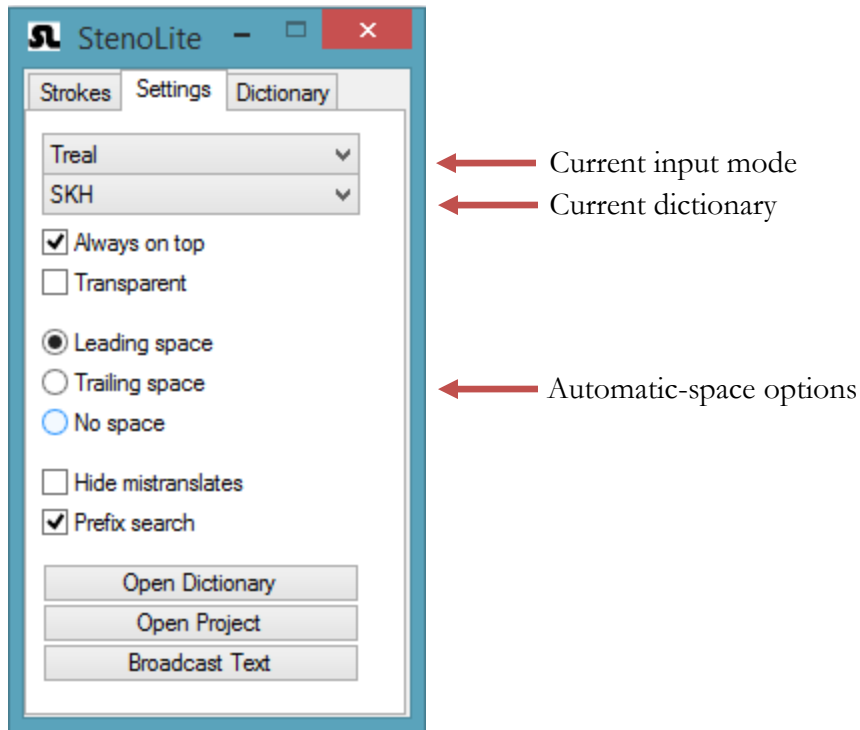 SL StenoLite
Strokes Settings Dictionary
Treal
Current input mode
SKH
Current dictionary
Always on top
Transparent
Leading space
Trailing space
Automatic-space options
No space
Hide mistranslates
Prefix search
Open Dictionary
Open Project
Broadcast Text